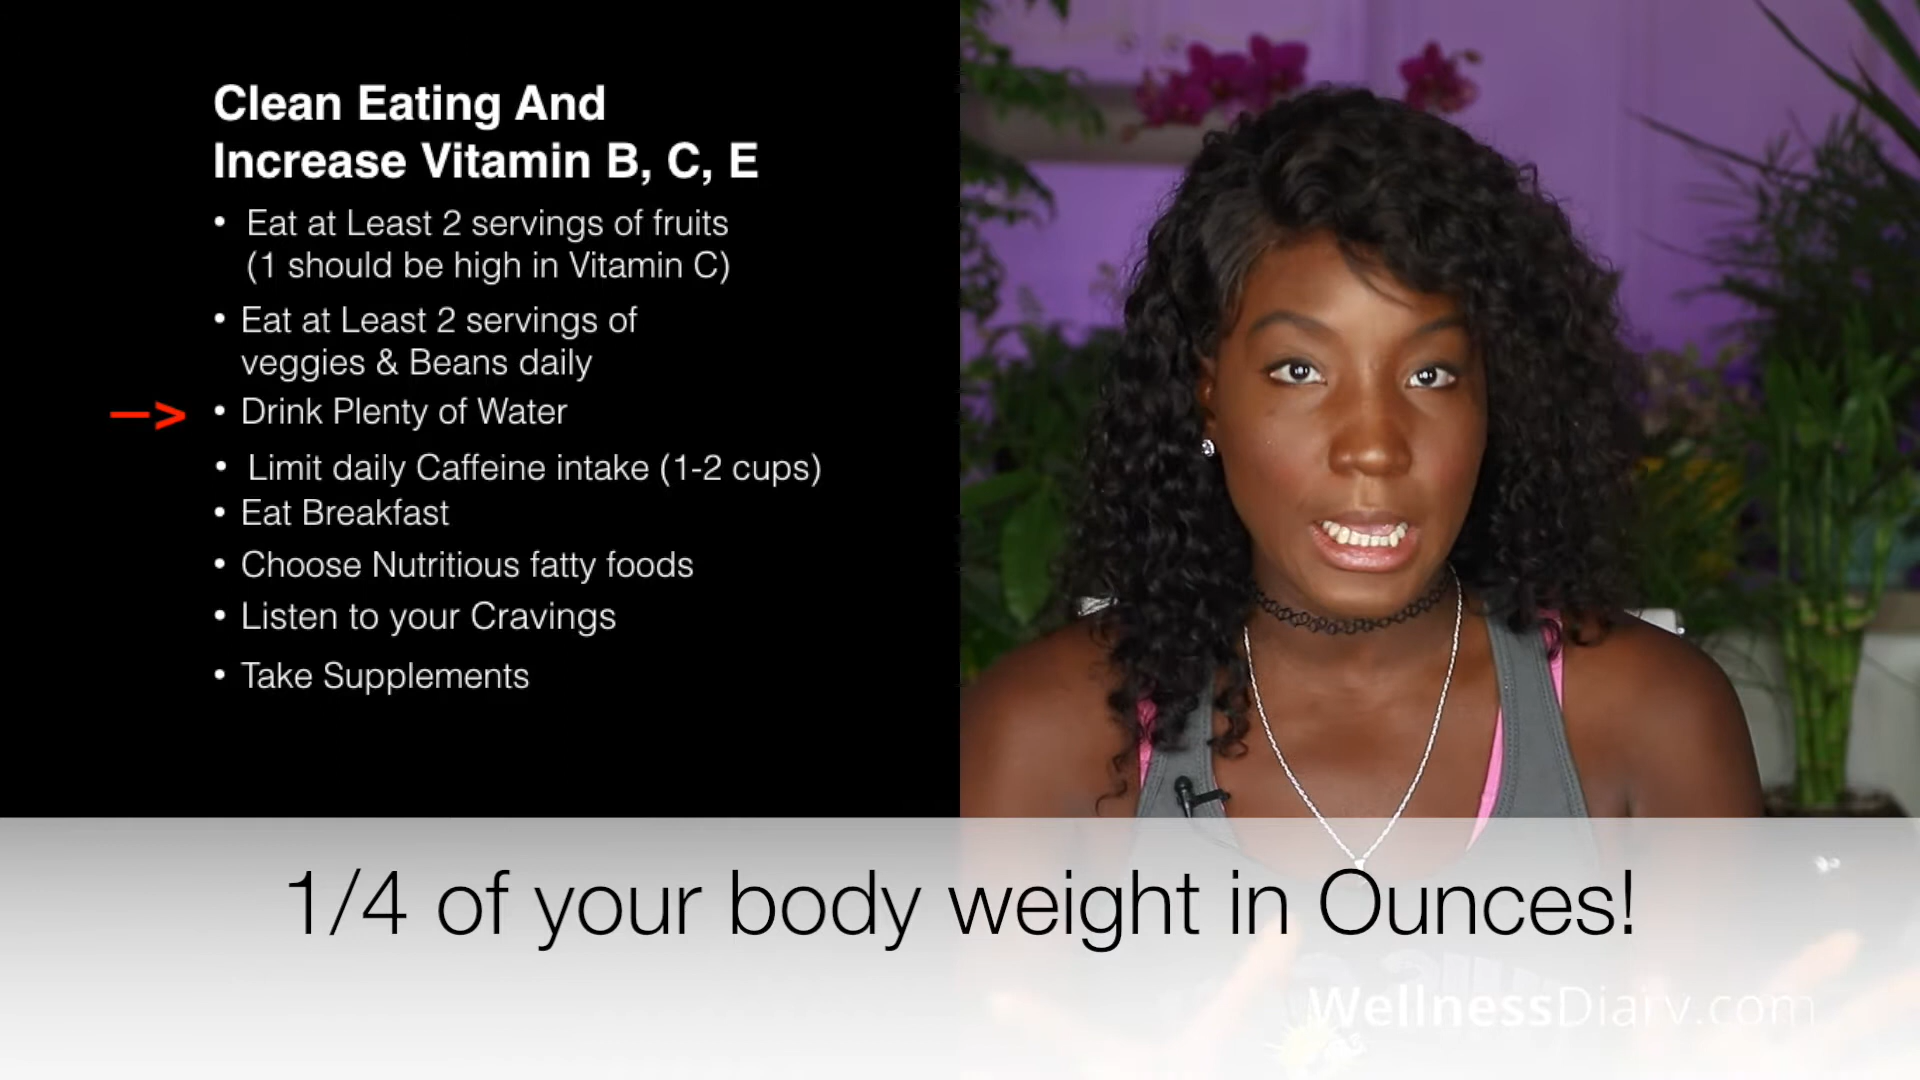 Clean Eating And
Increase Vitamin B, C, E
• Eat at Least 2 servings of fruits
(1 should be high in Vitamin C)
• Eat at Least 2 servings of
veggies & Beans daily
—> • Drink Plenty of Water
• Limit daily Caffeine intake (1-2 cups)
• Eat Breakfast
• Choose Nutritious fatty foods
• Listen to your Cravings
• Take Supplements
1/4 of your body weight in Ounces!
WellnessDiary.com